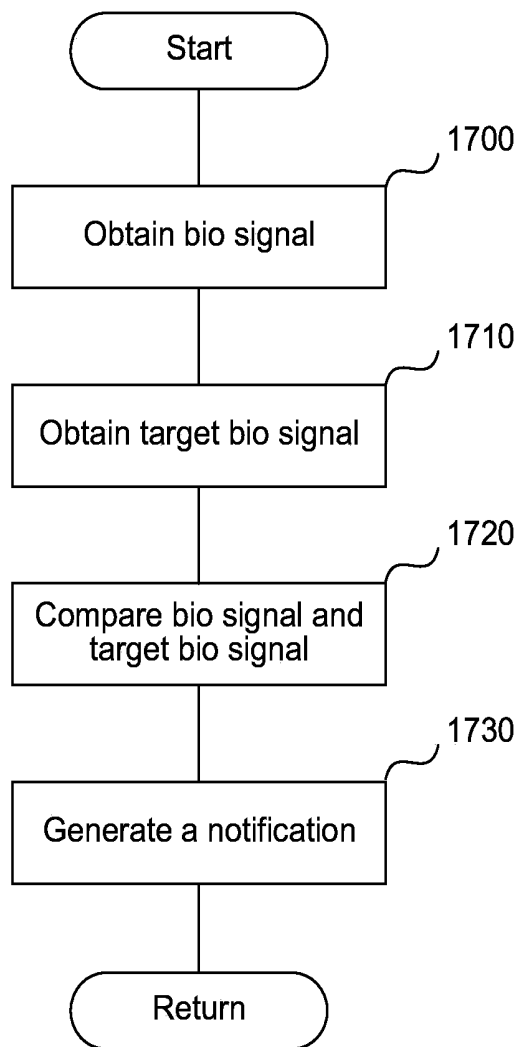 Start
1700
Obtain bio signal
1710
Obtain target bio signal
1720
Compare bio signal and
target bio signal
1730
Generate a notification
Return